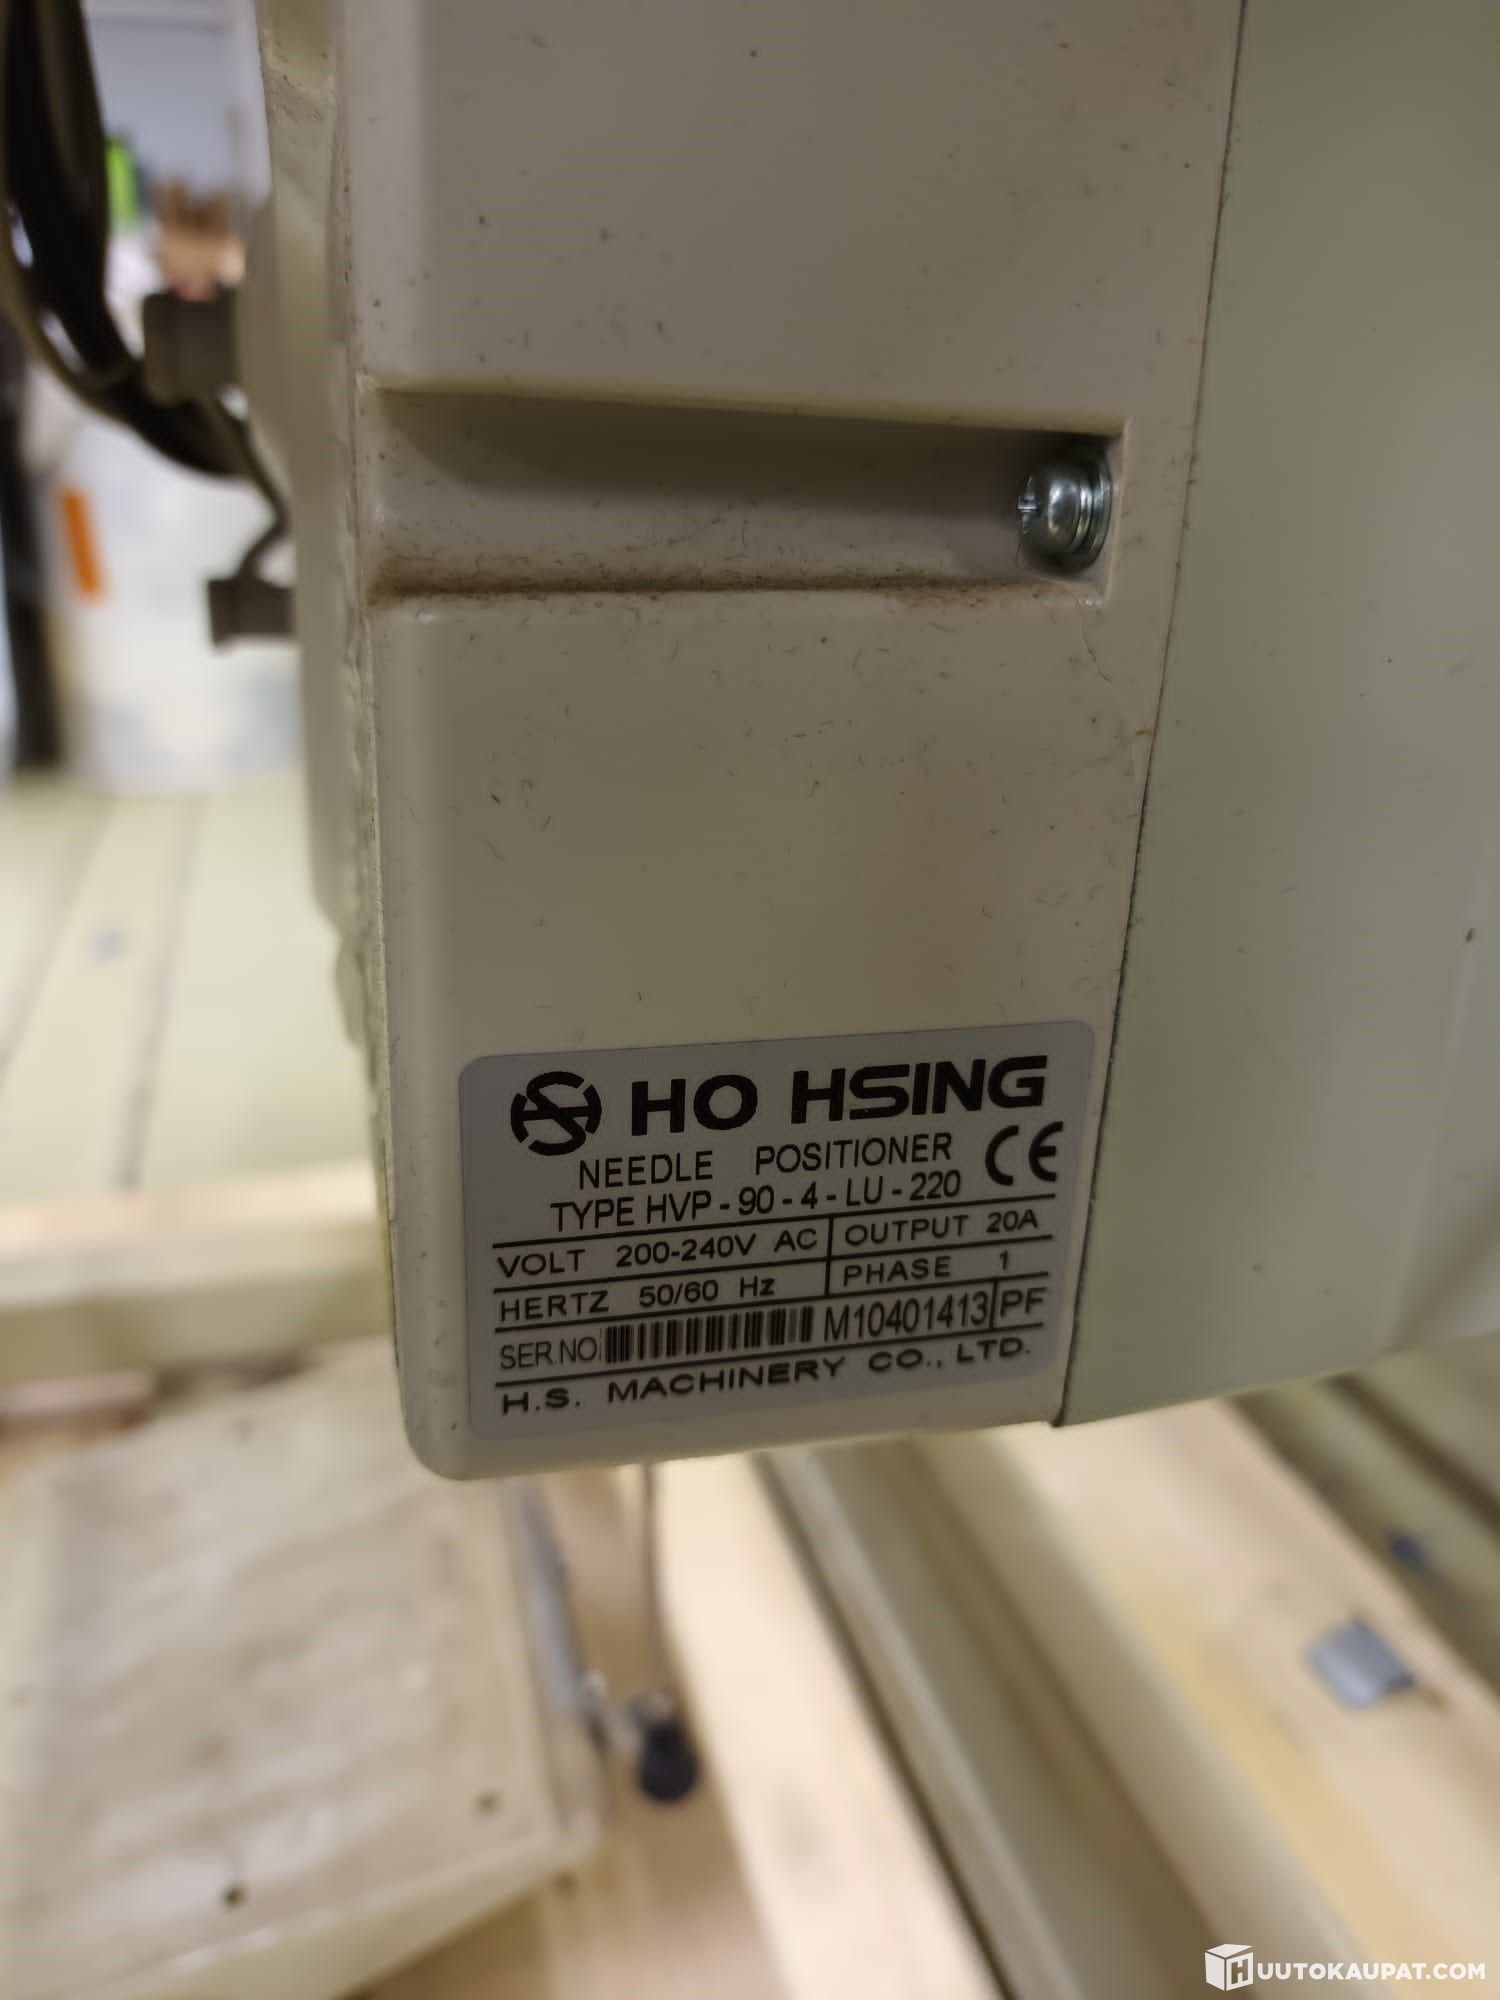 HO HSING
NEEDLE POSITIONER CE
TYPE HVP-90-4-LU-220
VOLT 200-240V AC OUTPUT 20A
HERTZ 50/60 Hz PHASE 1
SER.NO M10401413 PF
H.S. MACHINERY CO., LTD.
HUUTOKAUPAT.COM